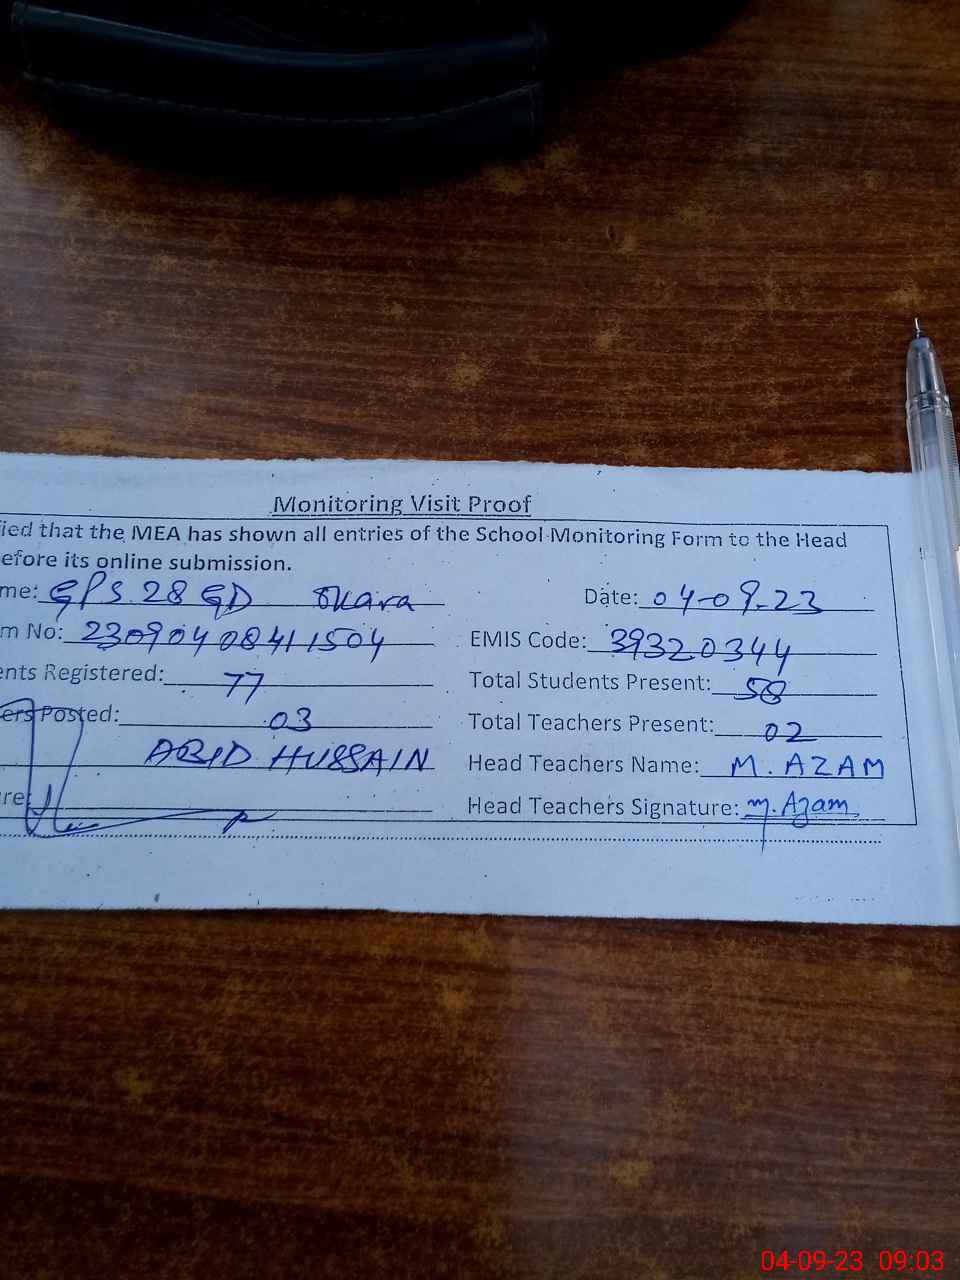 Monitoring Visit Proof
fied that the MEA has shown all entries of the School Monitoring Form to the Head
efore its online submission.
me: GPS 28 GD Okara Date: 04-09-23
m No: 23090408411504 EMIS Code: 39320344
ents Registered: 77 Total Students Present: 58
ers Posted: 03 Total Teachers Present: 02
ABID HUSSAIN Head Teachers Name: M. AZAM
re: Head Teachers Signature: M. Azam
04-09-23 09:03